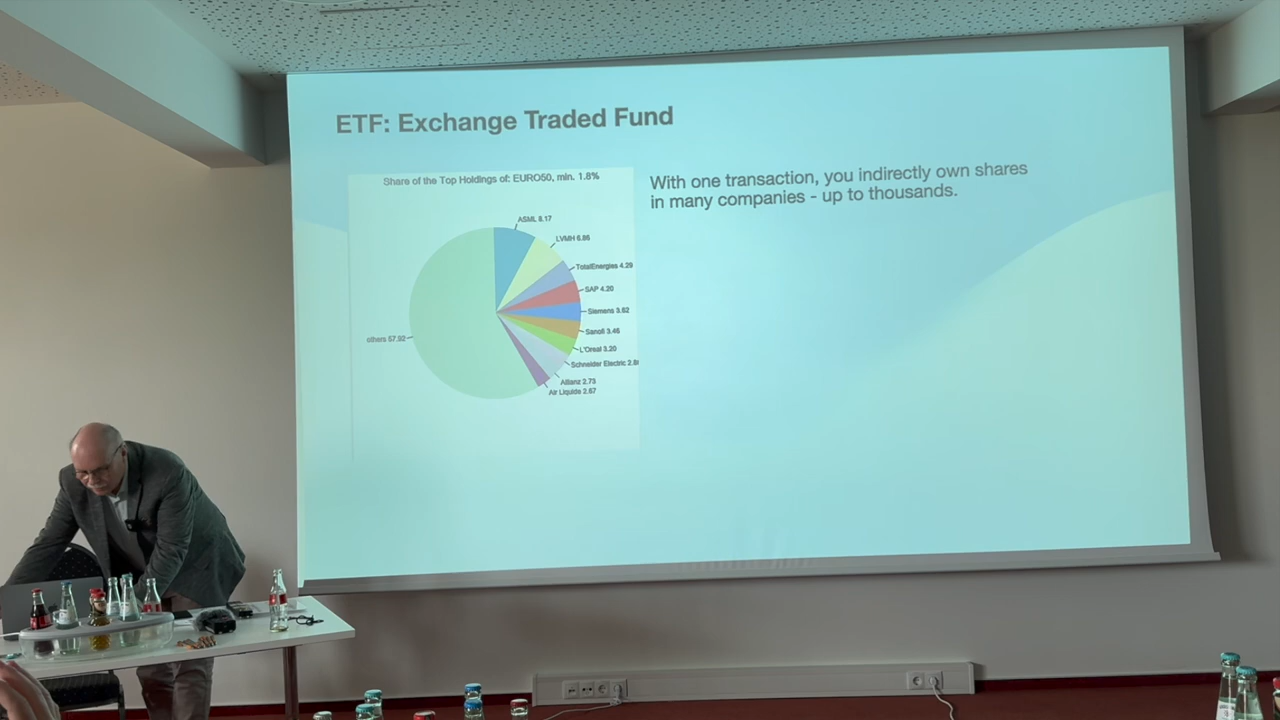 ETF: Exchange Traded Fund
Share of the Top Holdings of: EURO50, min. 1.8%
With one transaction, you indirectly own shares
in many companies - up to thousands.
ASML 8.17
LVMH 6.86
TotalEnergies 4.29
SAP 4.20
Siemens 3.62
Sanofi 3.46
L'Oreal 3.20
Schneider Electric
Allianz 2.73
Air Liquide 2.67
others 57.92